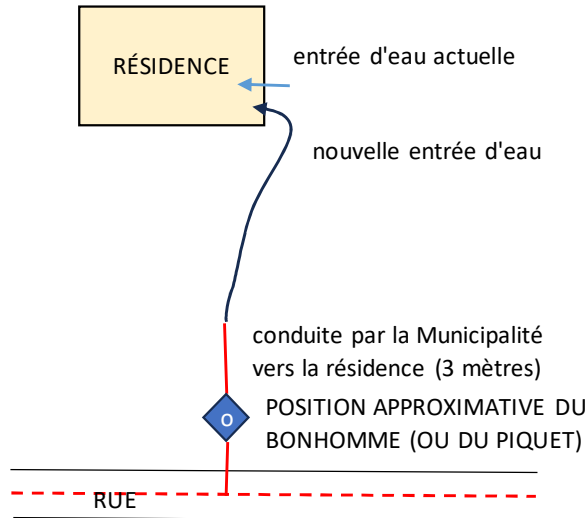 RÉSIDENCE
entrée d'eau actuelle
nouvelle entrée d'eau
conduite par la Municipalité
vers la résidence (3 mètres)
o
POSITION APPROXIMATIVE DU
BONHOMME (OU DU PIQUET)
RUE